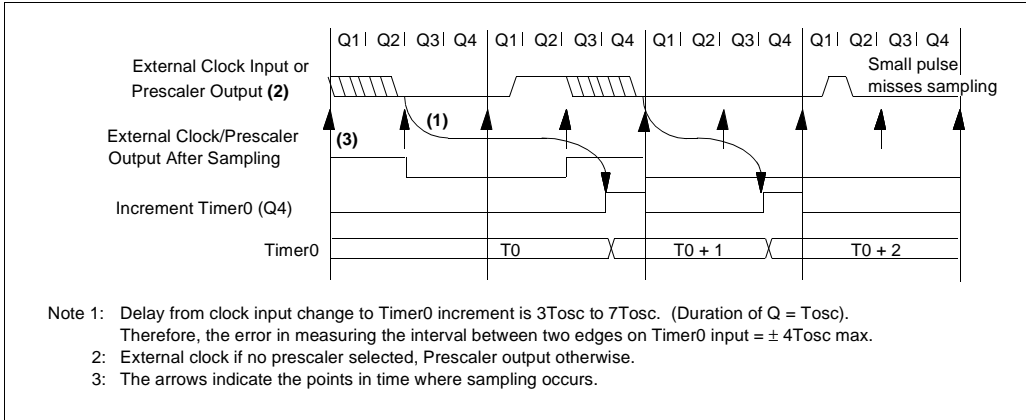 Q1 Q2 Q3 Q4 Q1 Q2 Q3 Q4 Q1 Q2 Q3 Q4 Q1 Q2 Q3 Q4
External Clock Input or
Prescaler Output (2)
Small pulse
misses sampling
(1)
(3)
External Clock/Prescaler
Output After Sampling
Increment Timer0 (Q4)
Timer0
T0 T0 + 1 T0 + 2
Note 1: Delay from clock input change to Timer0 increment is 3Tosc to 7Tosc. (Duration of Q = Tosc).
Therefore, the error in measuring the interval between two edges on Timer0 input = ± 4Tosc max.
2: External clock if no prescaler selected, Prescaler output otherwise.
3: The arrows indicate the points in time where sampling occurs.